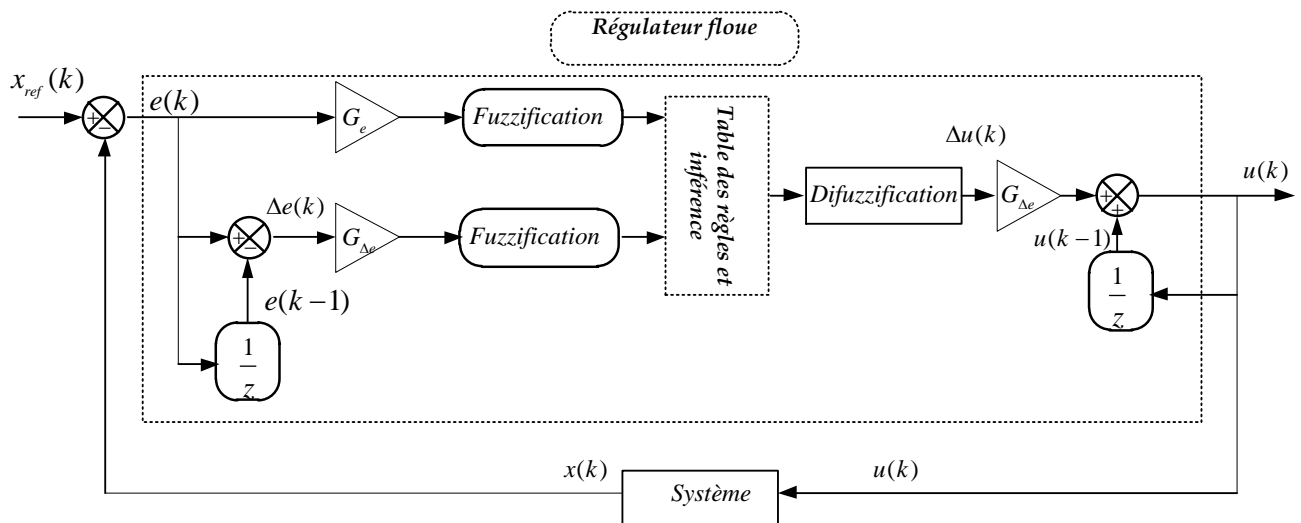 Régulateur floue
x_ref(k)
e(k)
G_e
Fuzzification
Table des règles et
inférence
Difuzzification
Δu(k)
G_Δe
u(k)
Δe(k)
G_Δe
Fuzzification
u(k−1)
e(k−1)
1
z
1
z
x(k)
Système
u(k)
+
−
+
−
+
+